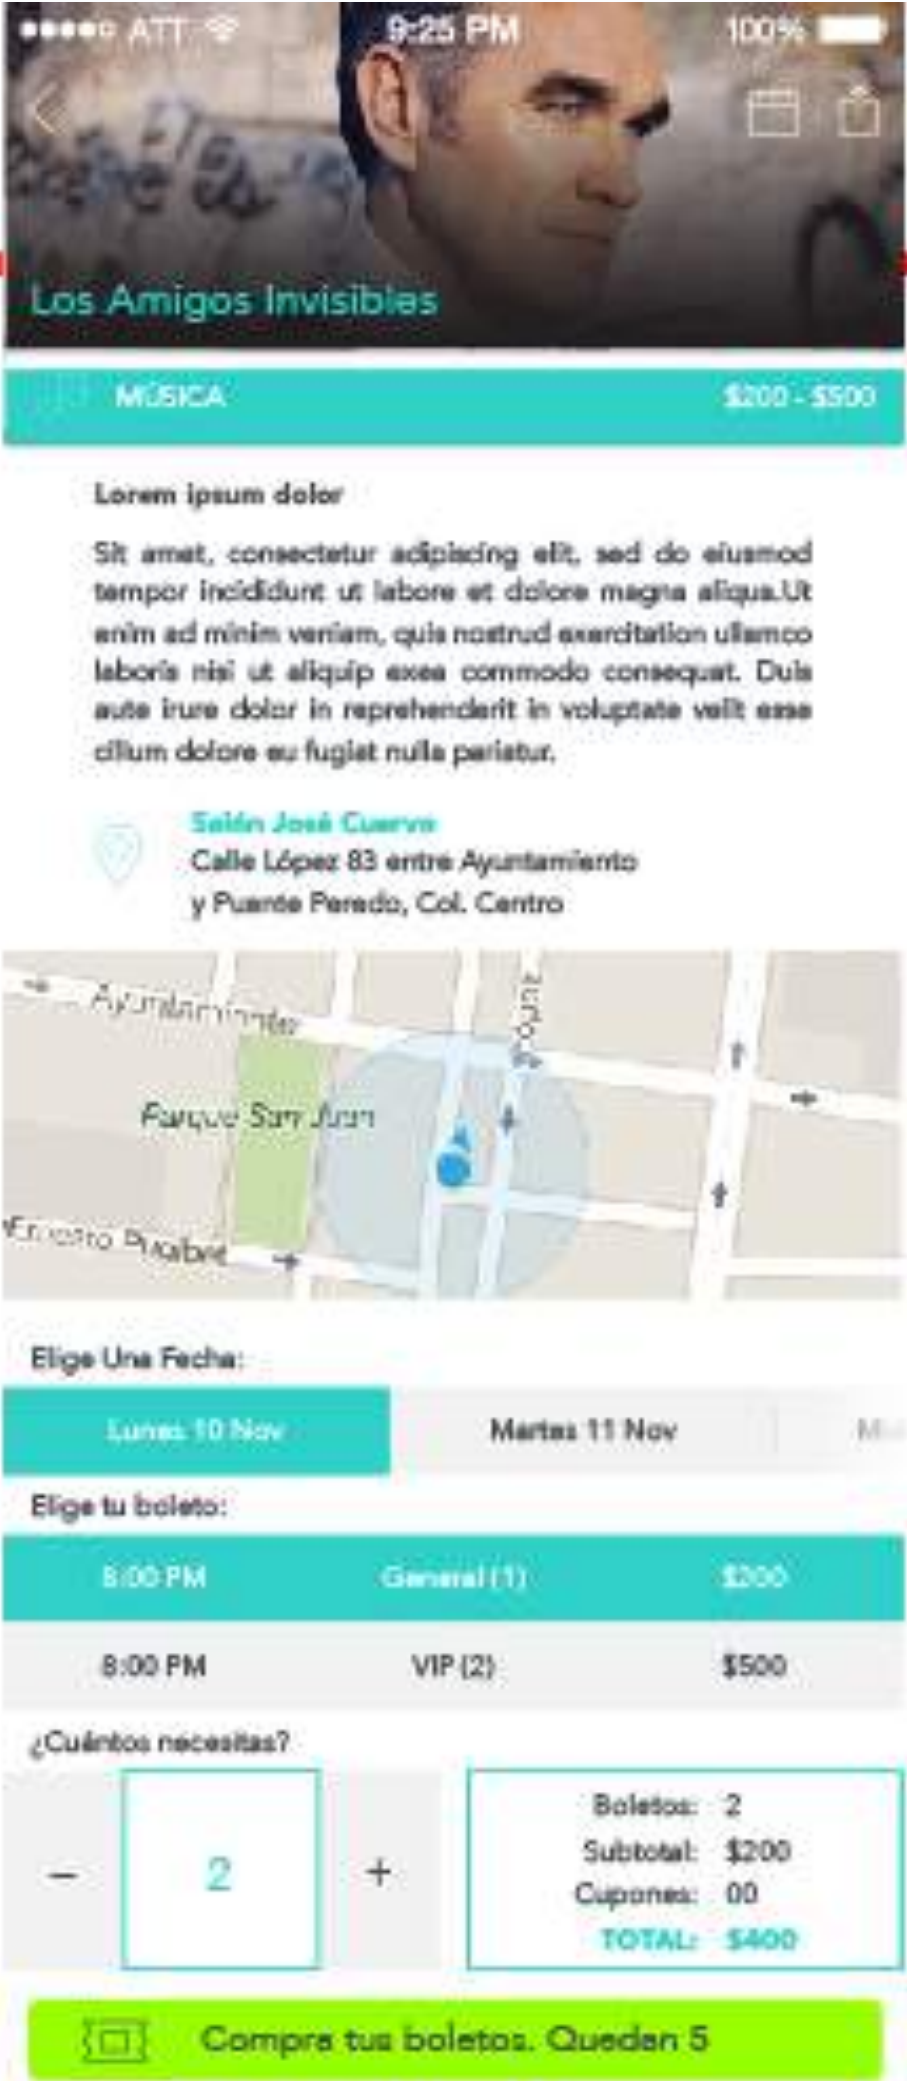 ATT 9:25 PM 100%
Los Amigos Invisibles
MÚSICA $200 - $500
Lorem ipsum dolor
Sit amet, consectetur adipiscing elit, sed do eiusmod
tempor incididunt ut labore et dolore magna aliqua.Ut
enim ad minim veniam, quis nostrud exercitation ullamco
laboris nisi ut aliquip exea commodo consequat. Duis
aute irure dolor in reprehenderit in voluptate velit esse
cillum dolore eu fugiat nulla pariatur.
Salón José Cuervo
Calle López 83 entre Ayuntamiento
y Puente Peredo, Col. Centro
Ayuntamiento
Parque San Juan
Ernesto Pugibet
Elige Una Fecha:
Lunes 10 Nov Martes 11 Nov
Elige tu boleto:
8:00 PM General (1) $200
8:00 PM VIP (2) $500
¿Cuántos necesitas?
- 2 +
Boletos: 2
Subtotal: $200
Cupones: 00
TOTAL: $400
Compra tus boletos. Quedan 5